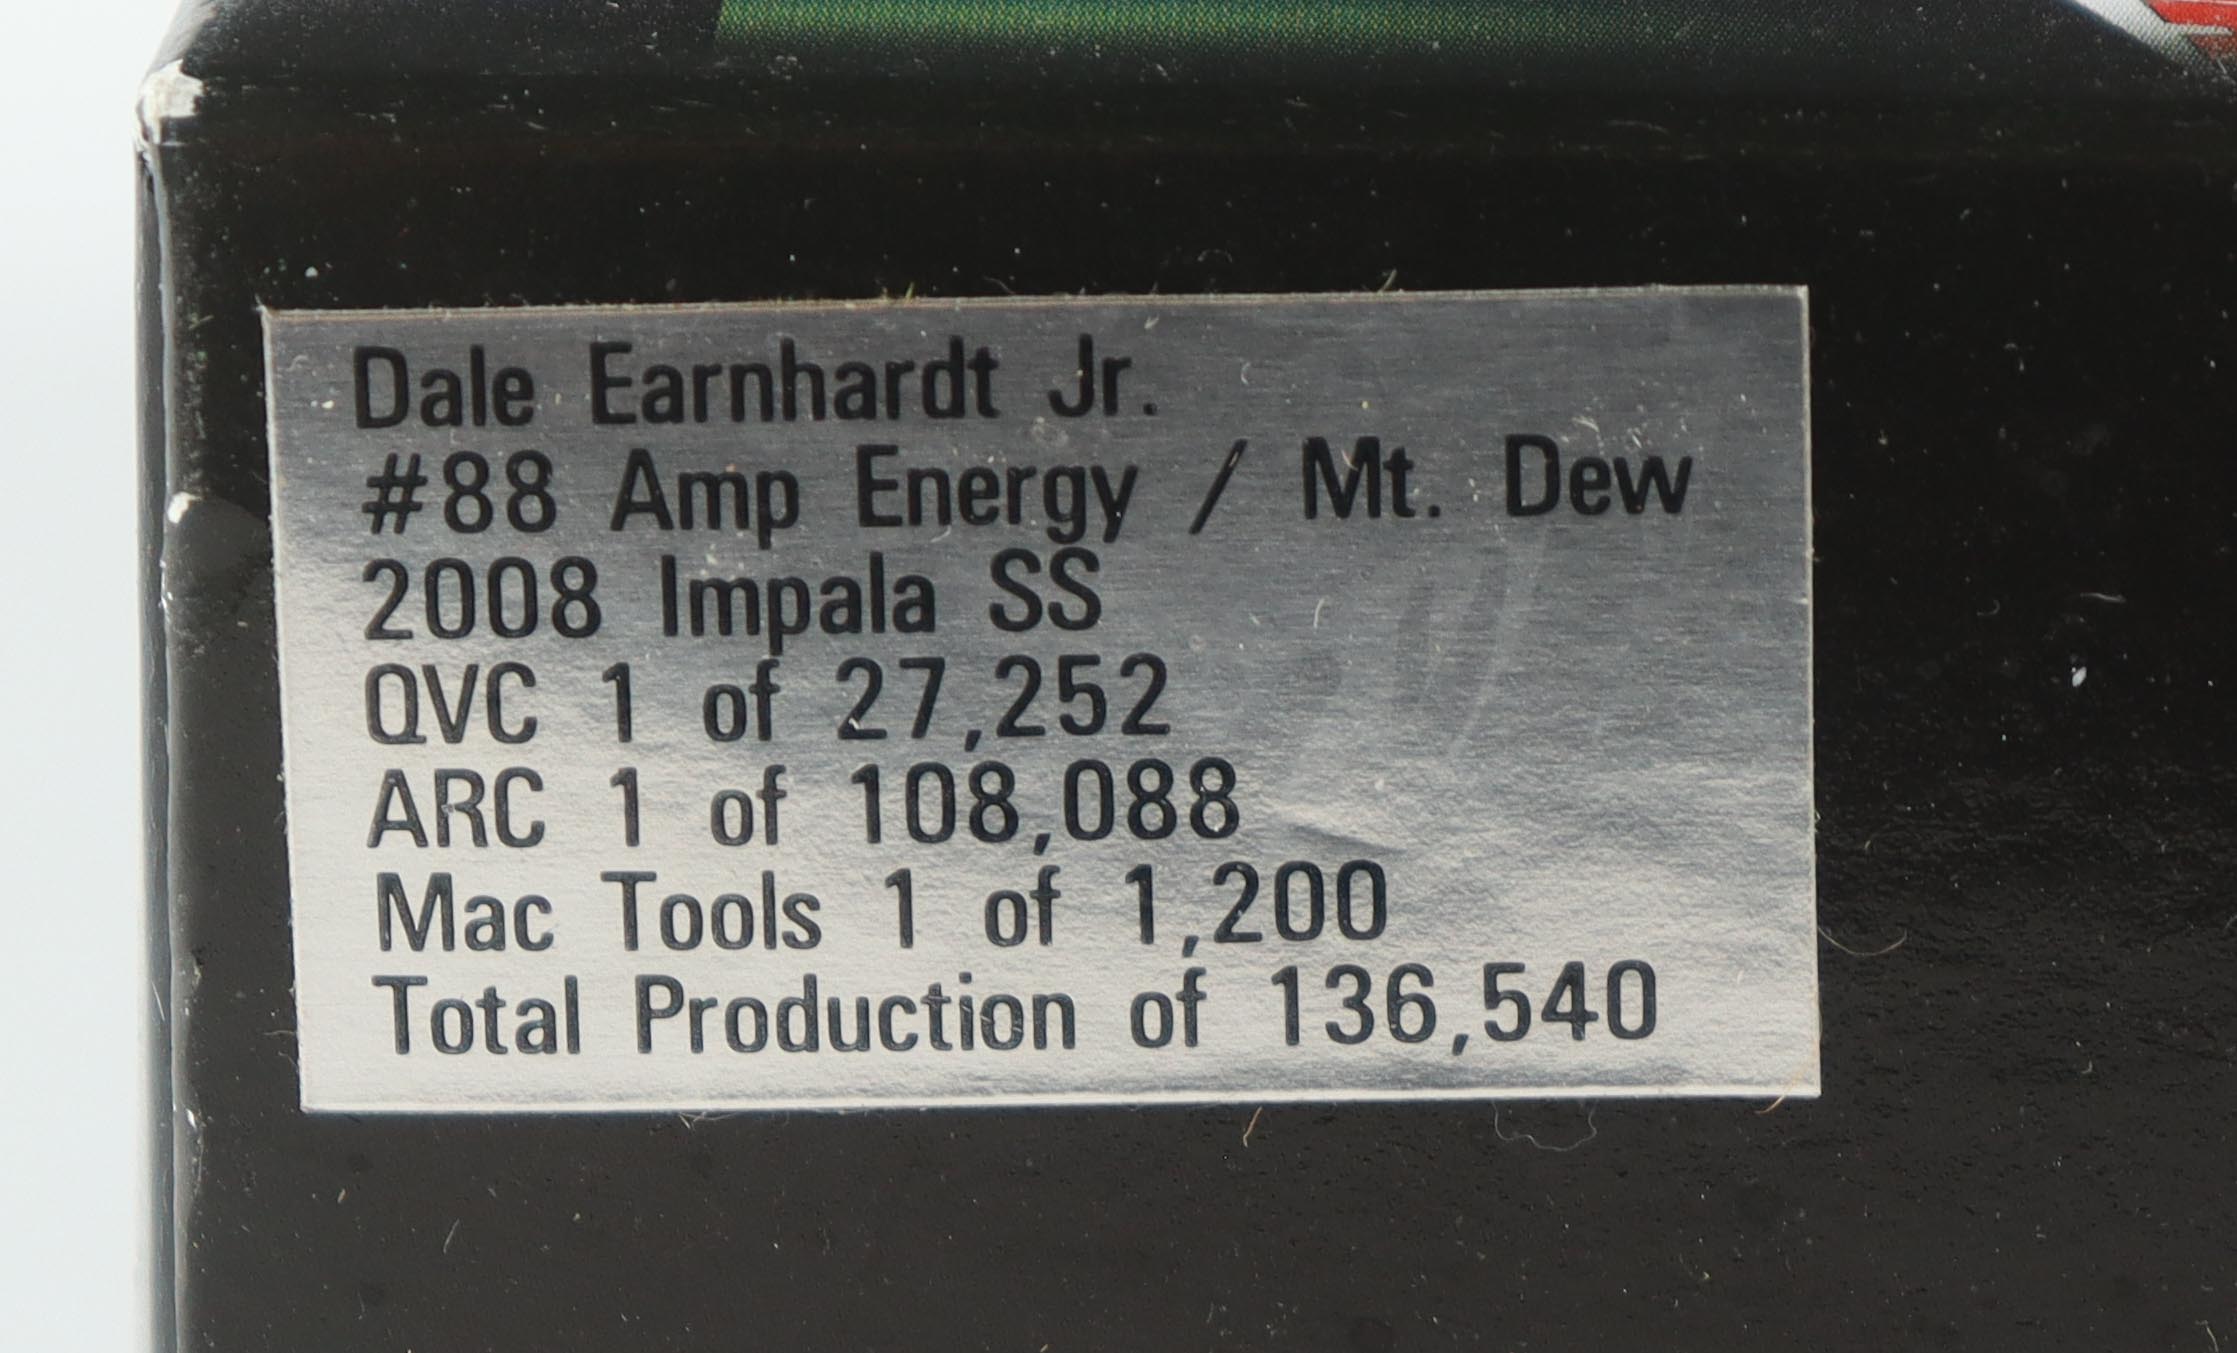 Dale Earnhardt Jr.
#88 Amp Energy / Mt. Dew
2008 Impala SS
QVC 1 of 27,252
ARC 1 of 108,088
Mac Tools 1 of 1,200
Total Production of 136,540